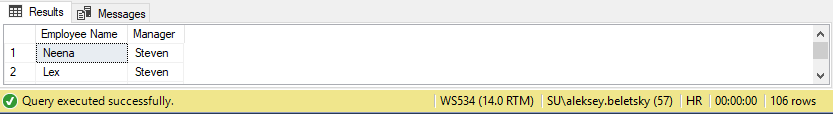 Results Messages
Employee Name Manager
1 Neena Steven
2 Lex Steven
Query executed successfully. WS534 (14.0 RTM) SU\aleksey.beletsky (57) HR 00:00:00 106 rows